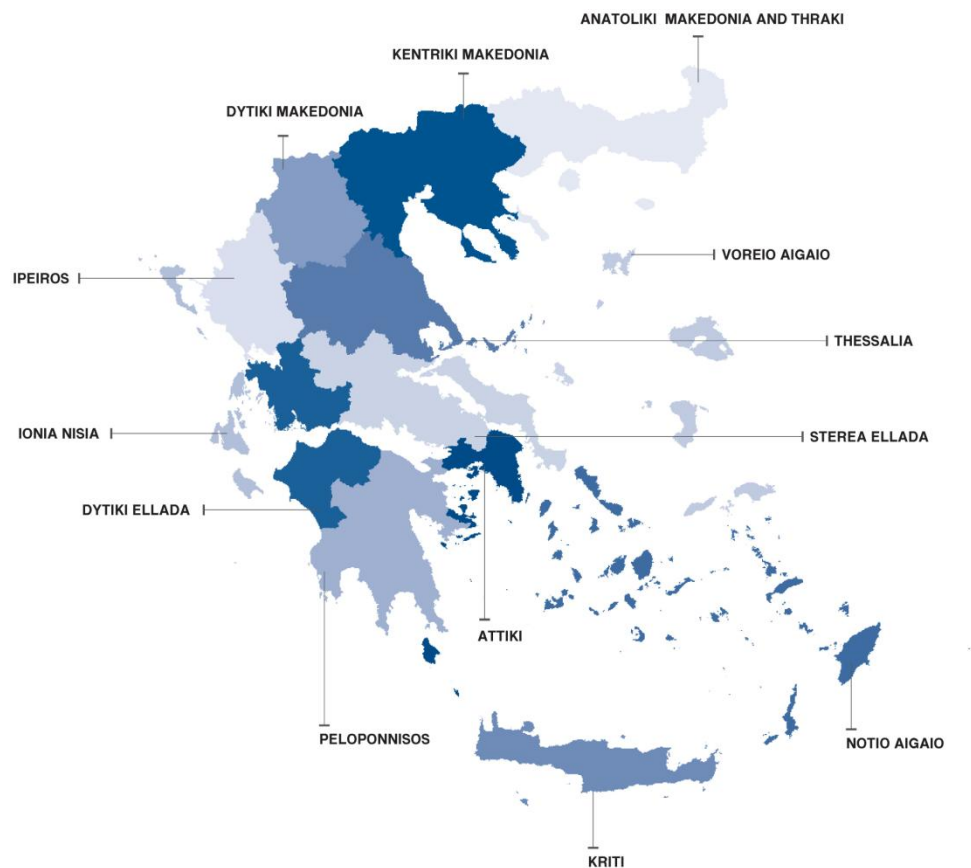 ANATOLIKI MAKEDONIA AND THRAKI
KENTRIKI MAKEDONIA
DYTIKI MAKEDONIA
VOREIO AIGAIO
IPEIROS
THESSALIA
IONIA NISIA
STEREA ELLADA
DYTIKI ELLADA
ATTIKI
PELOPONNISOS
NOTIO AIGAIO
KRITI